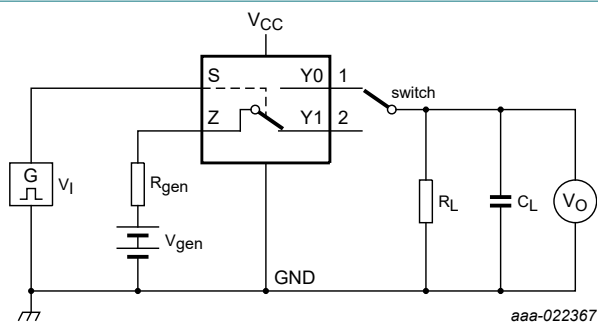 VCC
S Y0 1
switch
Z Y1 2
G VI
Rgen
RL
CL
VO
Vgen
GND
aaa-022367